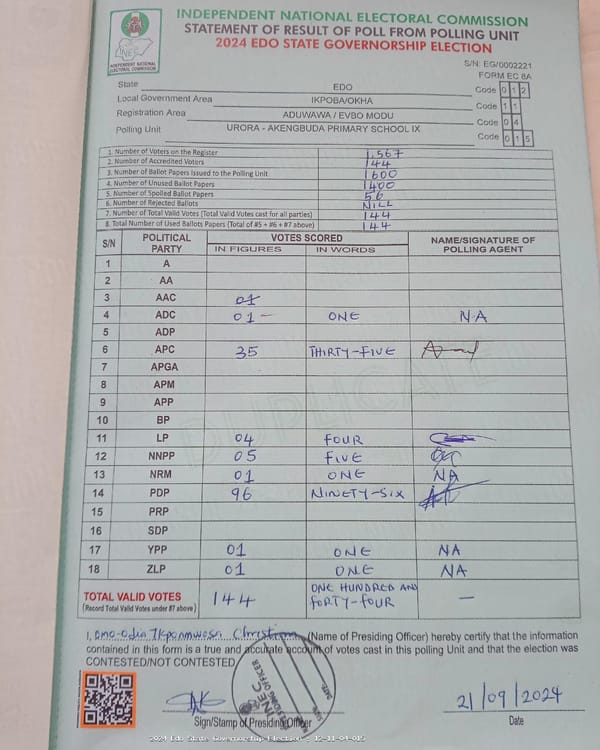 INDEPENDENT NATIONAL ELECTORAL COMMISSION
STATEMENT OF RESULT OF POLL FROM POLLING UNIT
2024 EDO STATE GOVERNORSHIP ELECTION
INEC
INDEPENDENT NATIONAL ELECTORAL COMMISSION
S/N: EG/0002221
FORM EC 8A
State EDO Code 0 1 2
Local Government Area IKPOBA/OKHA Code 1 1
Registration Area ADUWAWA / EVBO MODU Code 0 4
Polling Unit URORA - AKENGBUDA PRIMARY SCHOOL IX Code 0 1 5
1. Number of Voters on the Register 1,567
2. Number of Accredited Voters 144
3. Number of Ballot Papers Issued to the Polling Unit 1600
4. Number of Unused Ballot Papers 1400
5. Number of Spoiled Ballot Papers 56
6. Number of Rejected Ballots NILL
7. Number of Total Valid Votes (Total Valid Votes cast for all parties) 144
8. Total Number of Used Ballots Papers (Total of #5 + #6 + #7 above) 144
S/N POLITICAL PARTY VOTES SCORED NAME/SIGNATURE OF POLLING AGENT
IN FIGURES IN WORDS
1 A
2 AA
3 AAC 01
4 ADC 01 - ONE N.A
5 ADP
6 APC 35 THIRTY-FIVE
7 APGA
8 APM
9 APP
10 BP
11 LP 04 FOUR
12 NNPP 05 FIVE
13 NRM 01 ONE NA
14 PDP 96 NINETY-SIX
15 PRP
16 SDP
17 YPP 01 ONE NA
18 ZLP 01 ONE NA
TOTAL VALID VOTES 144 ONE HUNDRED AND FORTY-FOUR -
(Record Total Valid Votes under #7 above)
DUPLICATE
I, Omo-Odia Ikponmwosa Christian (Name of Presiding Officer) hereby certify that the information
contained in this form is a true and accurate account of votes cast in this polling Unit and that the election was
CONTESTED/NOT CONTESTED
INEC
PRESIDING OFFICER
DATE
21/09/2024
Sign/Stamp of Presiding Officer Date
2024 Edo State Governorship Election - 12-11-04-015